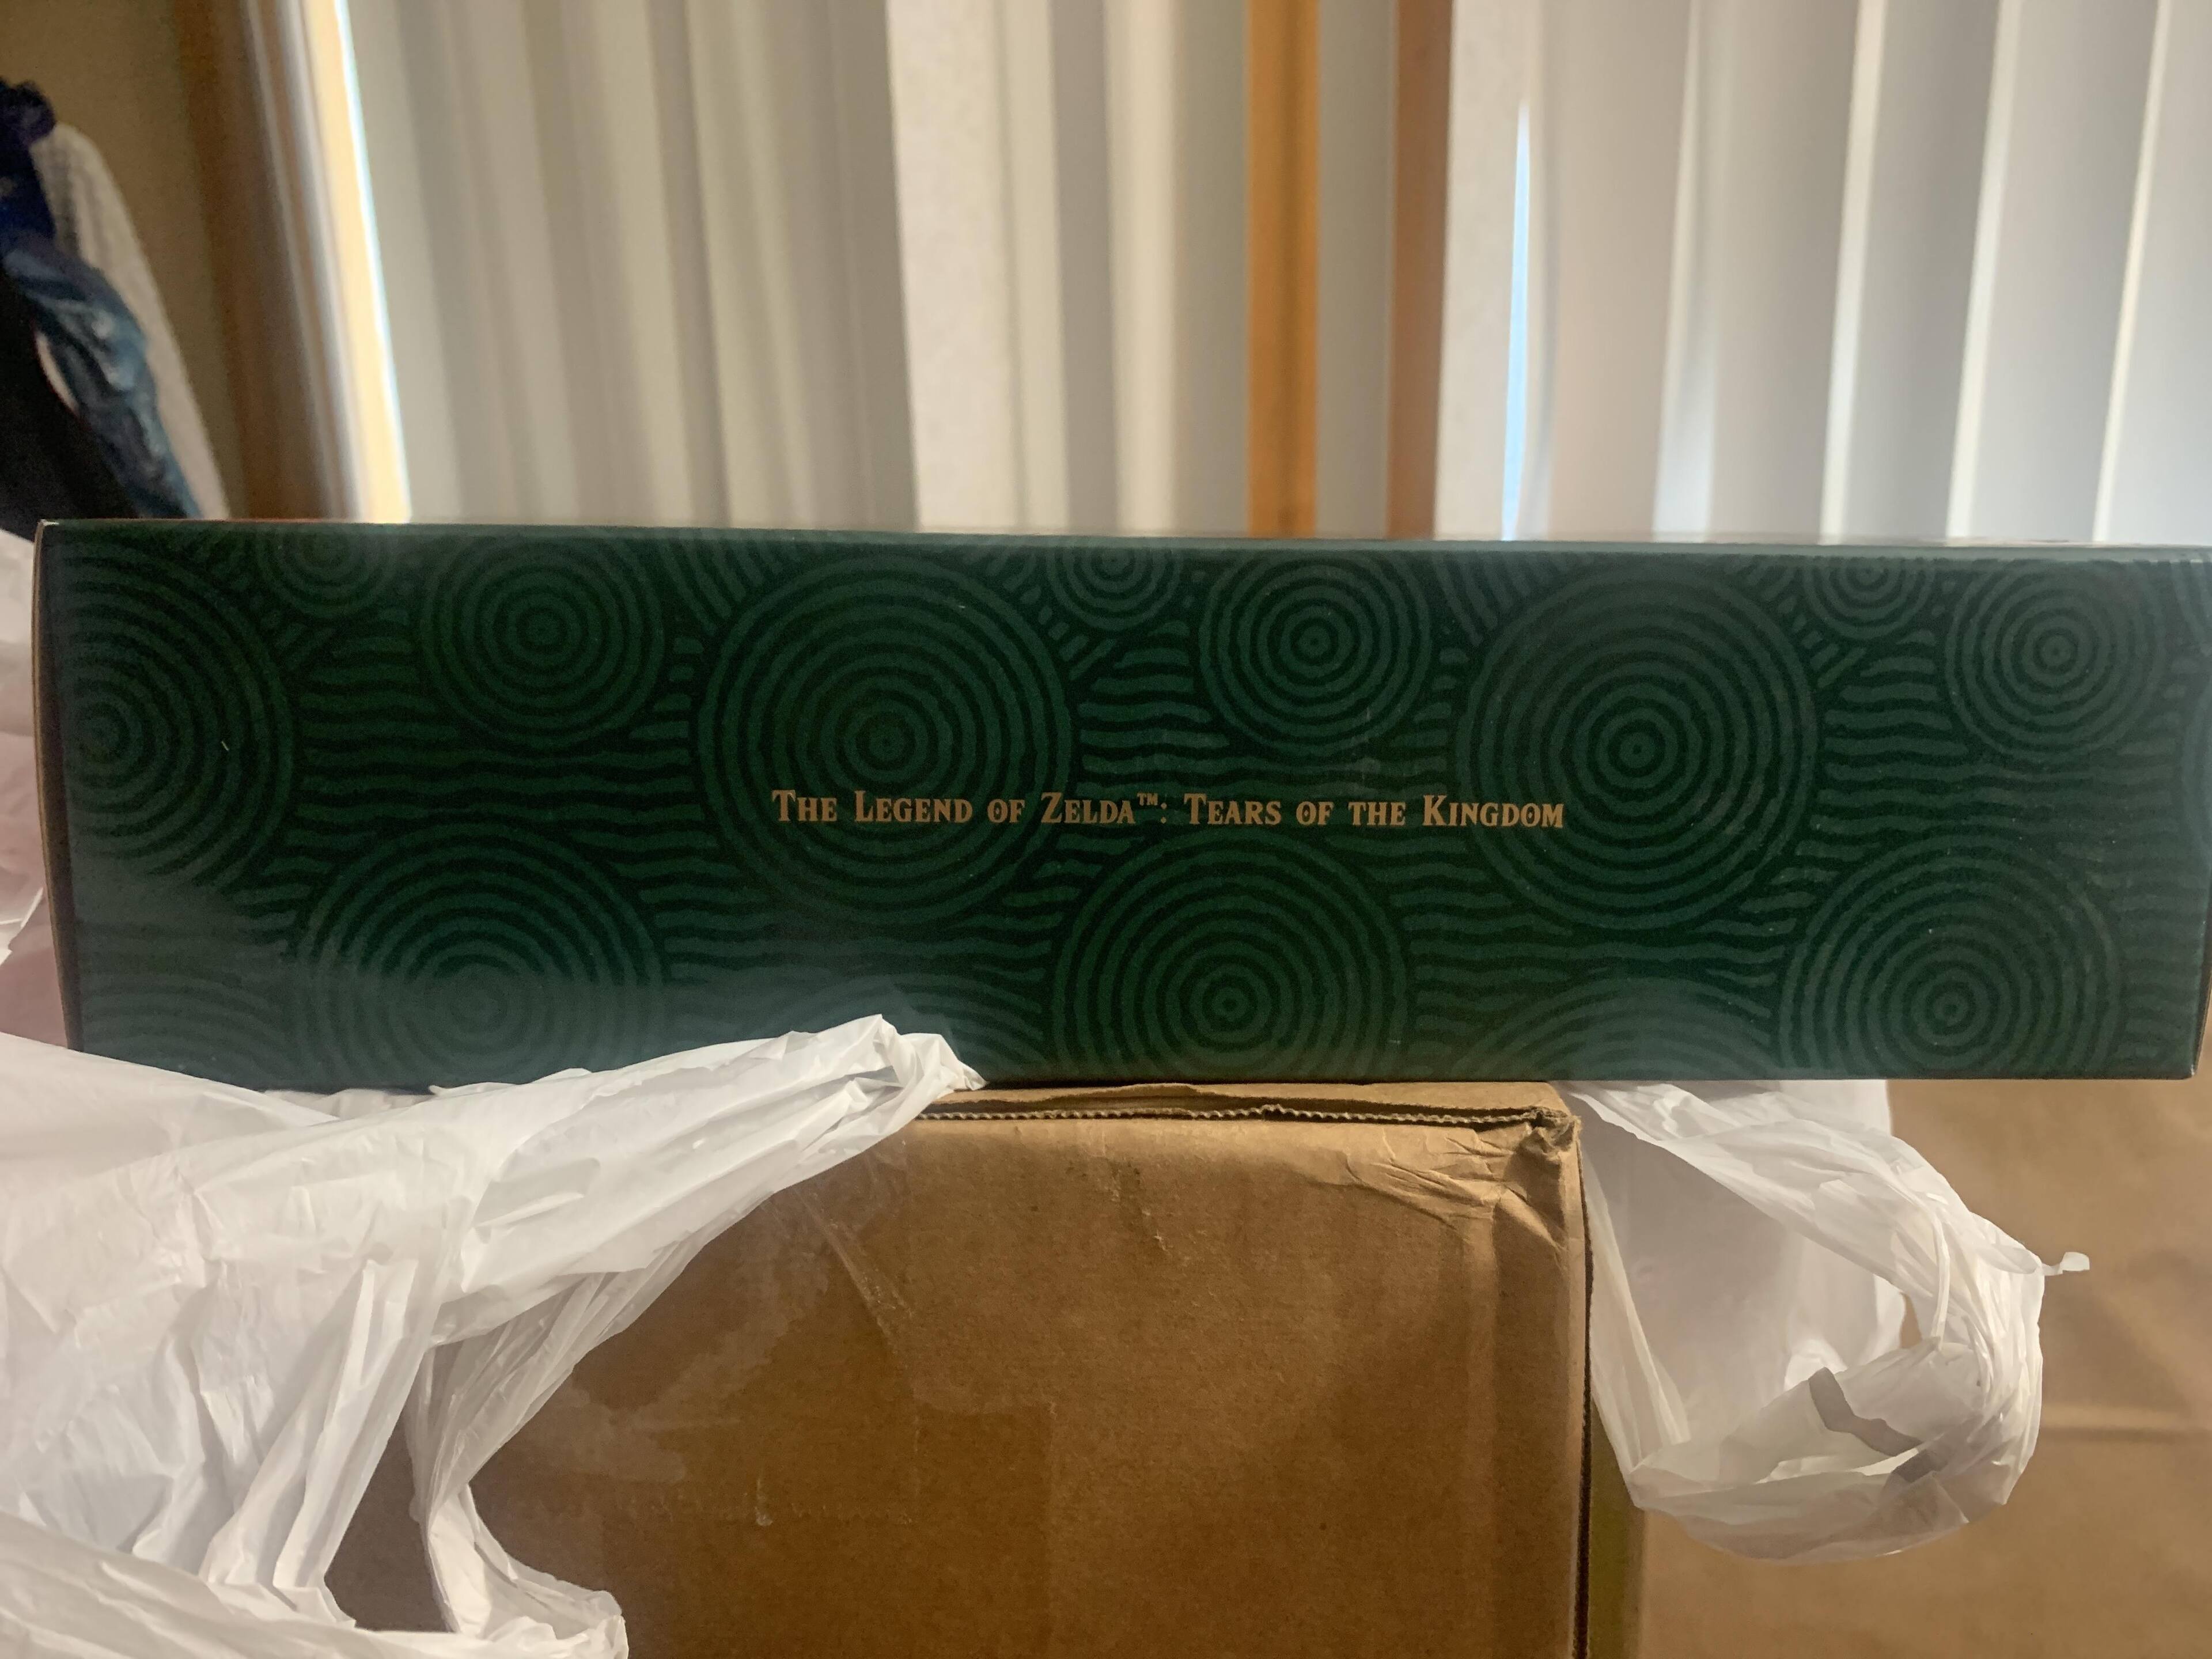 The Legend of Zelda™: Tears of the Kingdom